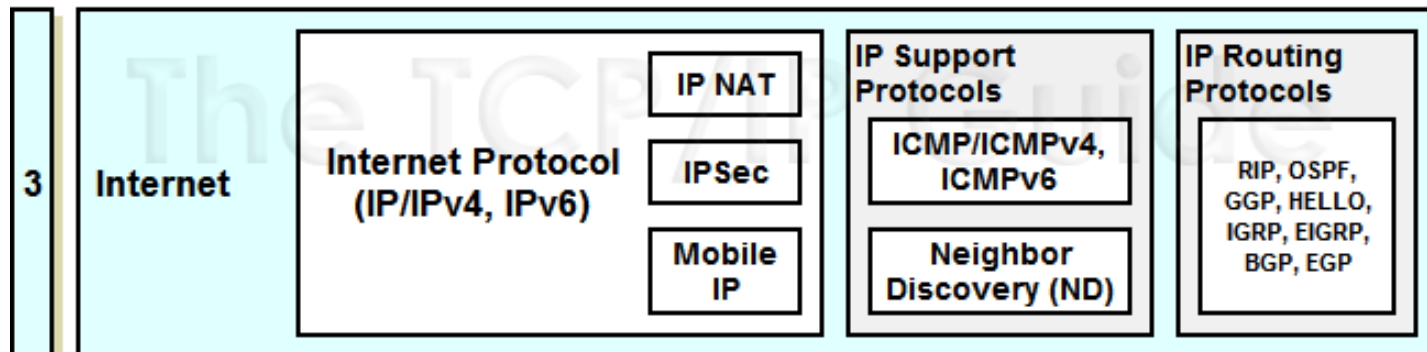 The TCP/IP Guide
3
Internet
Internet Protocol
(IP/IPv4, IPv6)
IP NAT
IPSec
Mobile
IP
IP Support
Protocols
ICMP/ICMPv4,
ICMPv6
Neighbor
Discovery (ND)
IP Routing
Protocols
RIP, OSPF,
GGP, HELLO,
IGRP, EIGRP,
BGP, EGP